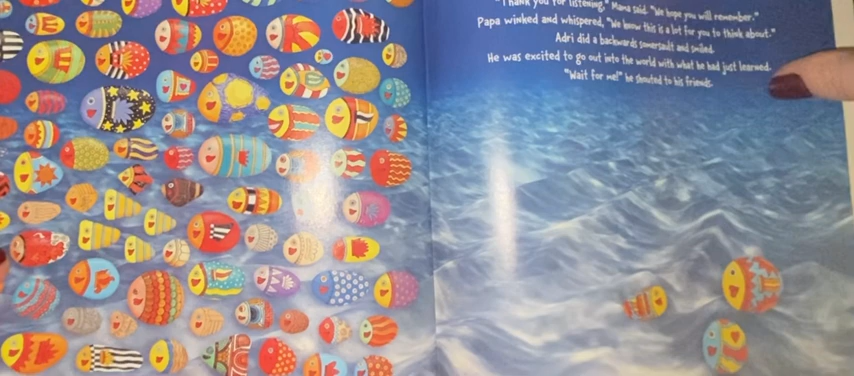 "Thank you for listening," Mama said. "We hope you will remember."
Papa winked and whispered, "We know this is a lot for you to think about."
Adri did a backwards somersault and smiled.
He was excited to go out into the world with what he had just learned.
"Wait for me!" he shouted to his friends.